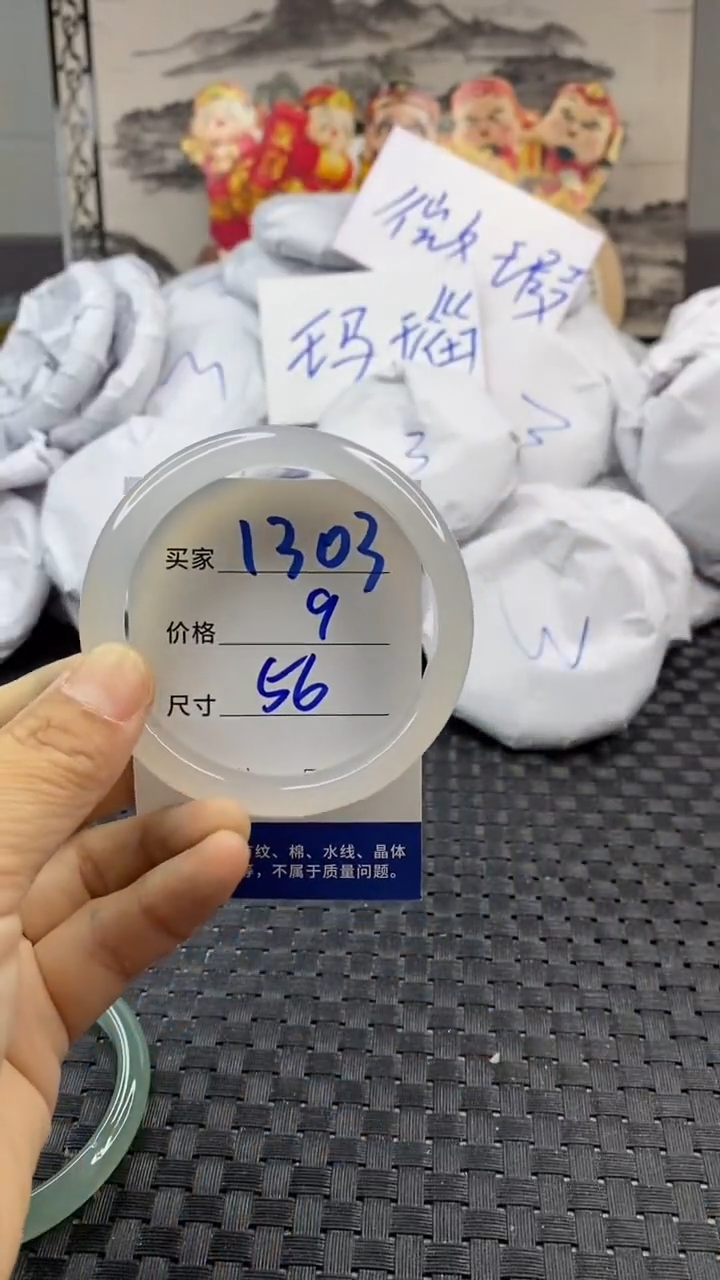 微瑕
玛瑙
3
W
买家 1303
价格 9
尺寸 56
纹、棉、水线、晶体
，不属于质量问题。